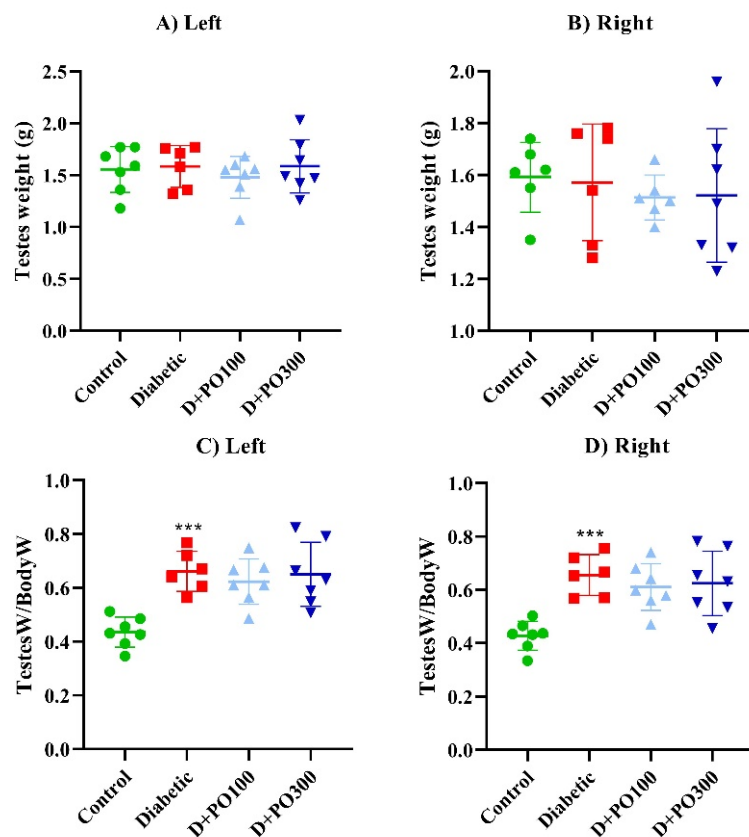 A) Left
B) Right
Testes weight (g)
2.5
2.0
1.5
1.0
0.5
0.0
Control
Diabetic
D+PO100
D+PO300
Testes weight (g)
2.0
1.8
1.6
1.4
1.2
1.0
Control
Diabetic
D+PO100
D+PO300
C) Left
D) Right
TestesW/BodyW
1.0
0.8
0.6
0.4
0.2
0.0
***
Control
Diabetic
D+PO100
D+PO300
TestesW/BodyW
1.0
0.8
0.6
0.4
0.2
0.0
***
Control
Diabetic
D+PO100
D+PO300